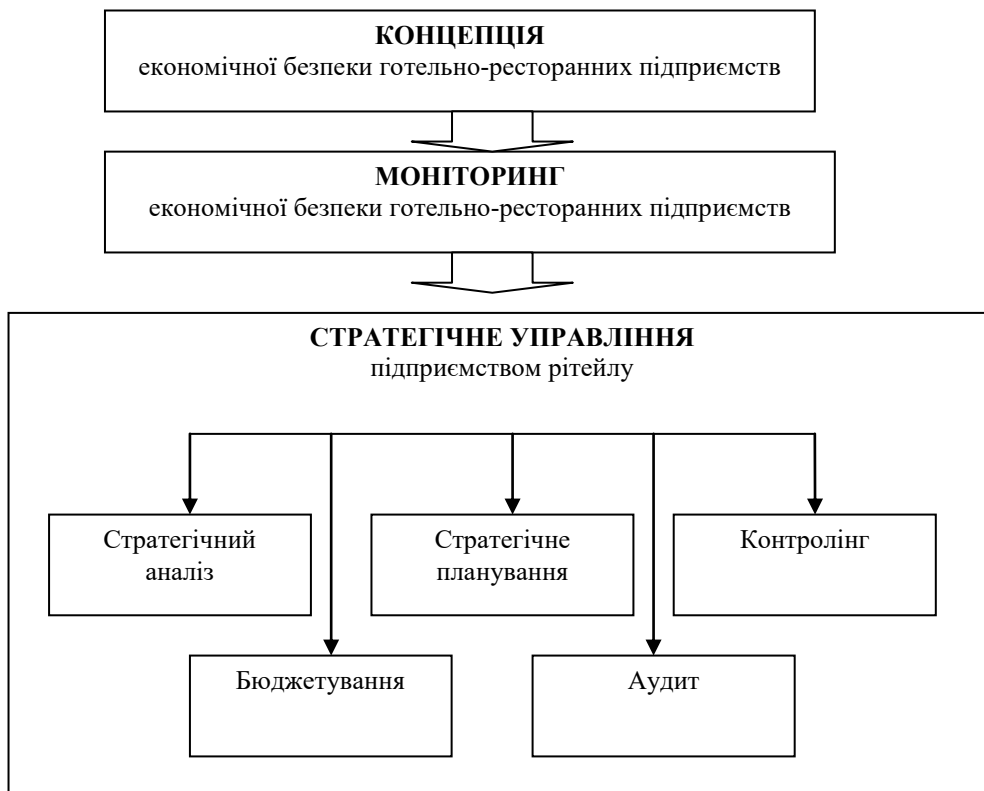 КОНЦЕПЦІЯ
економічної безпеки готельно-ресторанних підприємств
МОНІТОРИНГ
економічної безпеки готельно-ресторанних підприємств
СТРАТЕГІЧНЕ УПРАВЛІННЯ
підприємством рітейлу
Стратегічний
аналіз
Стратегічне
планування
Контролінг
Бюджетування
Аудит